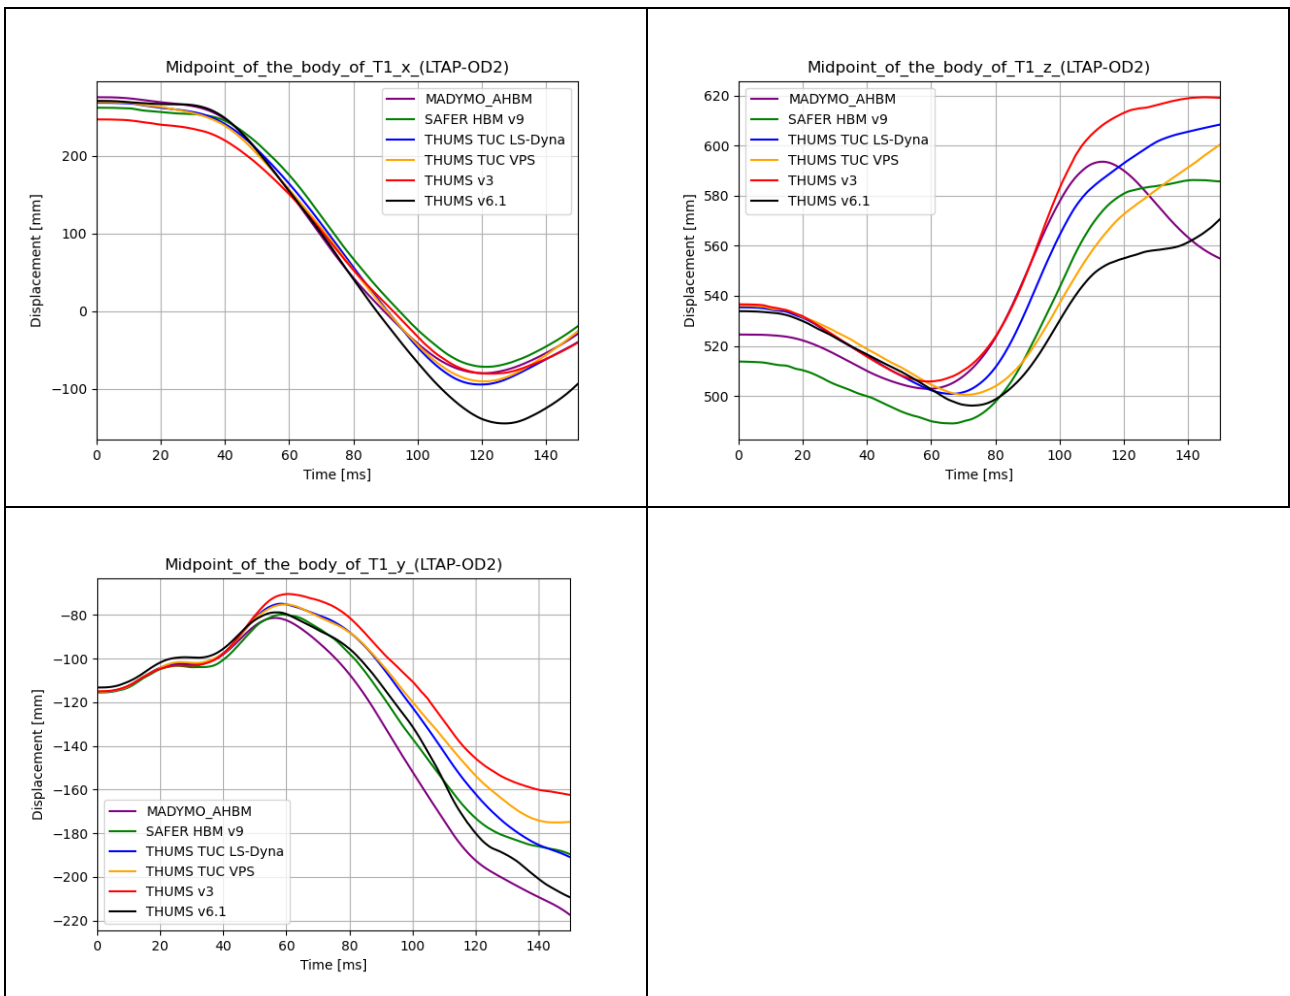 Midpoint_of_the_body_of_T1_x_(LTAP-OD2)
Displacement [mm]
200
100
0
−100
0 20 40 60 80 100 120 140
Time [ms]
MADYMO_AHBM
SAFER HBM v9
THUMS TUC LS-Dyna
THUMS TUC VPS
THUMS v3
THUMS v6.1
Midpoint_of_the_body_of_T1_z_(LTAP-OD2)
Displacement [mm]
620
600
580
560
540
520
500
0 20 40 60 80 100 120 140
Time [ms]
MADYMO_AHBM
SAFER HBM v9
THUMS TUC LS-Dyna
THUMS TUC VPS
THUMS v3
THUMS v6.1
Midpoint_of_the_body_of_T1_y_(LTAP-OD2)
Displacement [mm]
−80
−100
−120
−140
−160
−180
−200
−220
0 20 40 60 80 100 120 140
Time [ms]
MADYMO_AHBM
SAFER HBM v9
THUMS TUC LS-Dyna
THUMS TUC VPS
THUMS v3
THUMS v6.1